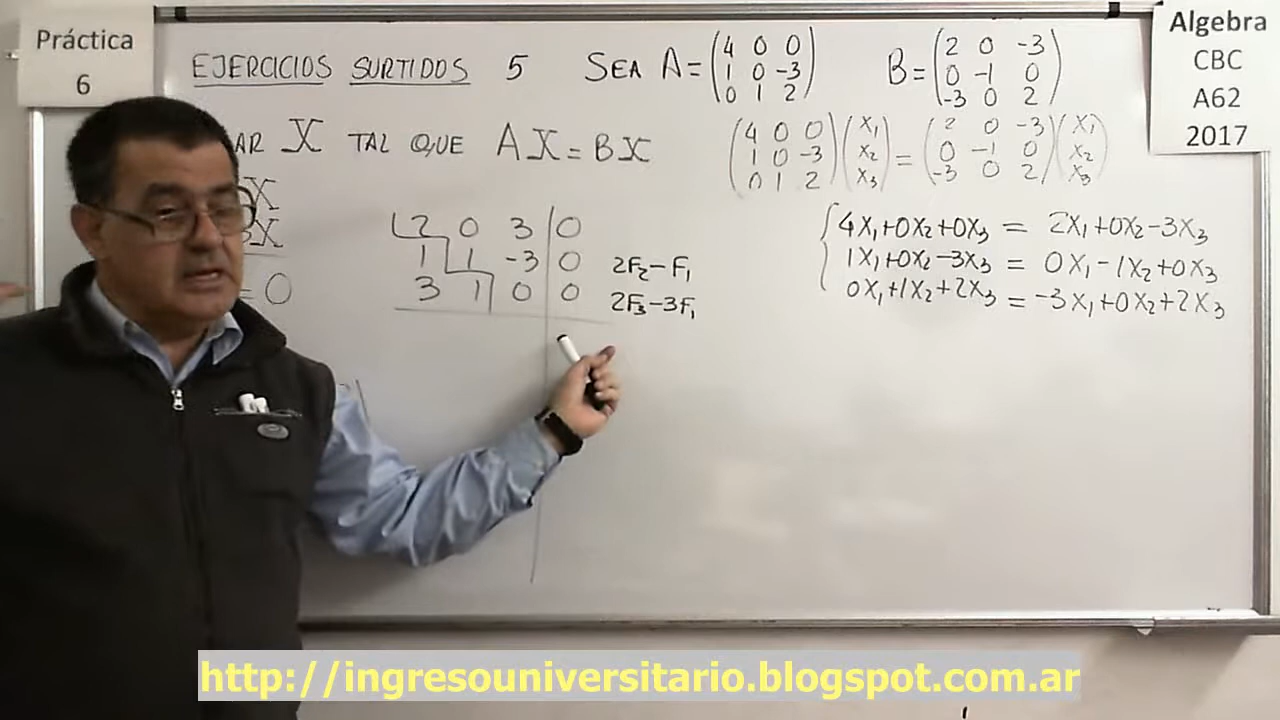 Práctica
6
EJERCICIOS SURTIDOS 5 SEA A = (4 0 0
1 0 -3
0 1 2) B = (2 0 -3
0 -1 0
-3 0 2)
Algebra
CBC
A62
2017
AR X TAL QUE AX = BX
(4 0 0
1 0 -3
0 1 2) (X1
X2
X3) = (2 0 -3
0 -1 0
-3 0 2) (X1
X2
X3)
X
X
= 0
2 0 3 | 0
1 1 -3 | 0 2F2 - F1
3 1 0 | 0 2F3 - 3F1
4X1+0X2+0X3 = 2X1+0X2-3X3
1X1+0X2-3X3 = 0X1-1X2+0X3
0X1+1X2+2X3 = -3X1+0X2+2X3
http://ingresouniversitario.blogspot.com.ar